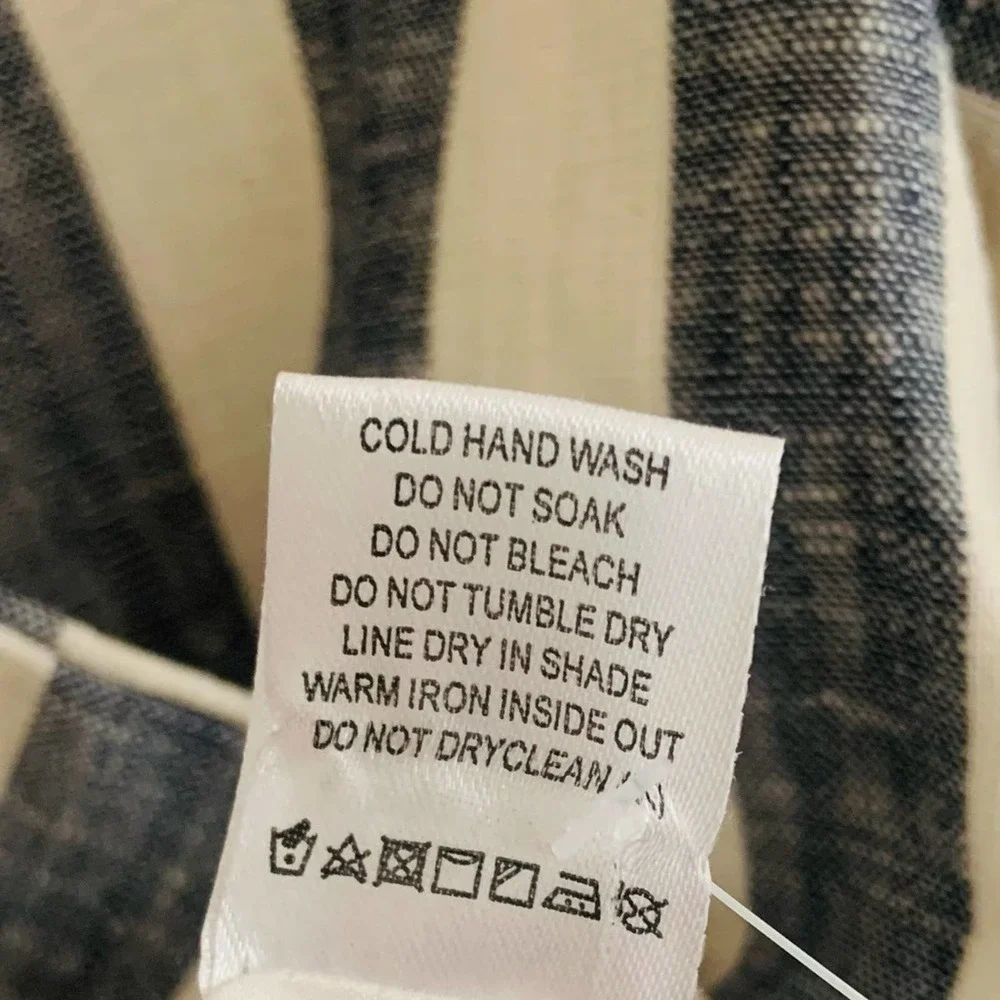 COLD HAND WASH
DO NOT SOAK
DO NOT BLEACH
DO NOT TUMBLE DRY
LINE DRY IN SHADE
WARM IRON INSIDE OUT
DO NOT DRYCLEAN